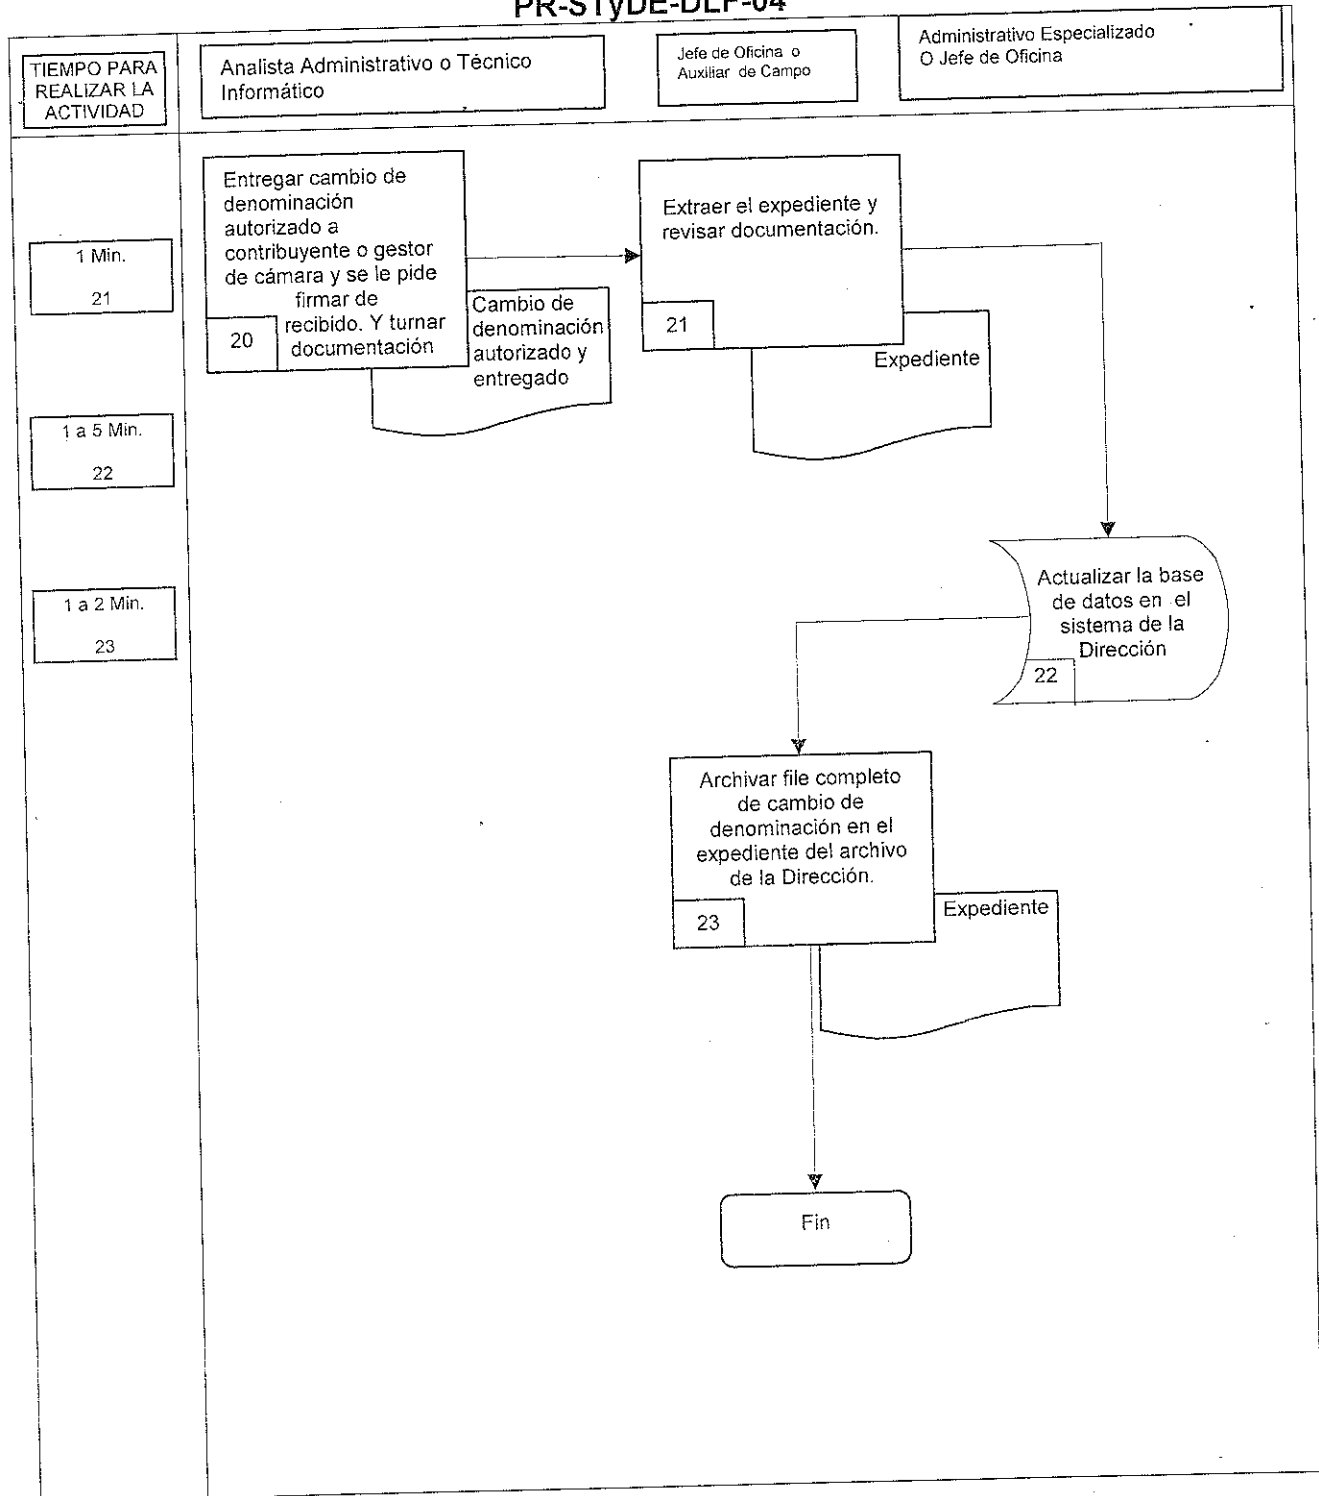 PR-STyDE-DLF-04
TIEMPO PARA
REALIZAR LA
ACTIVIDAD
Analista Administrativo o Técnico
Informático
Jefe de Oficina o
Auxiliar de Campo
Administrativo Especializado
O Jefe de Oficina
1 Min.
21
1 a 5 Min.
22
1 a 2 Min.
23
Entregar cambio de
denominación
autorizado a
contribuyente o gestor
de cámara y se le pide
firmar de
recibido. Y turnar
documentación
20
Cambio de
denominación
autorizado y
entregado
Extraer el expediente y
revisar documentación.
21
Expediente
Actualizar la base
de datos en el
sistema de la
Dirección
22
Archivar file completo
de cambio de
denominación en el
expediente del archivo
de la Dirección.
23
Expediente
Fin